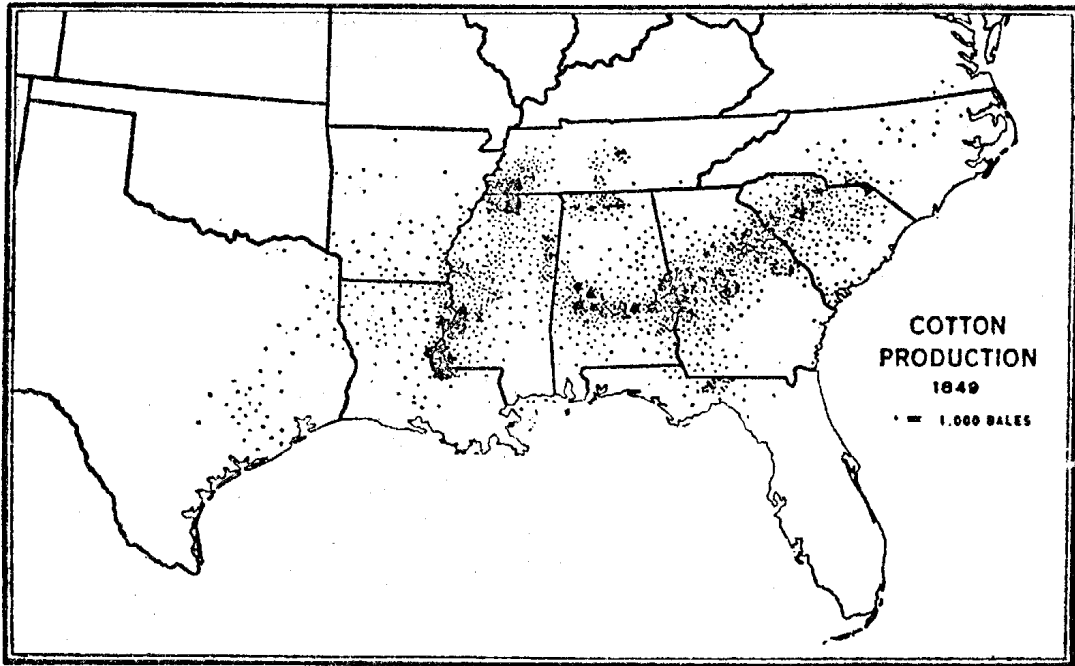 COTTON
PRODUCTION
1849
• = 1,000 BALES